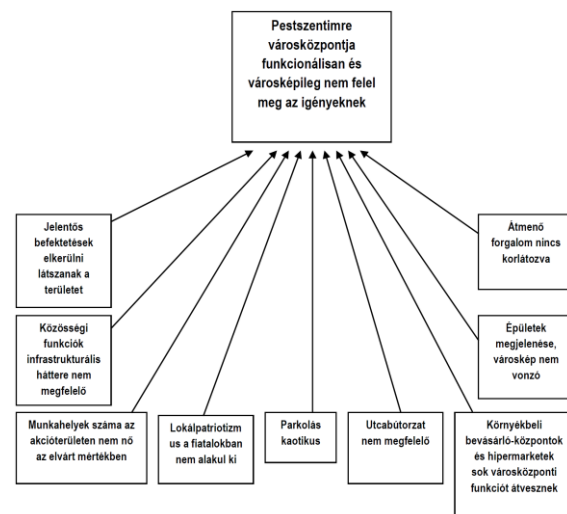 Pestszentimre
városközpontja
funkcionálisan és
városképileg nem felel
meg az igényeknek
Jelentős
befektetések
elkerülni
látszanak a
területet
Átmenő
forgalom nincs
korlátozva
Közösségi
funkciók
infrastrukturális
háttere nem
megfelelő
Épületek
megjelenése,
városkép nem
vonzó
Munkahelyek száma az
akcióterületen nem nő
az elvárt mértékben
Lokálpatriotizm
us a fiatalokban
nem alakul ki
Parkolás
kaotikus
Utcabútorzat
nem megfelelő
Környékbeli
bevásárló-központok
és hipermarketek
sok városközponti
funkciót átvesznek